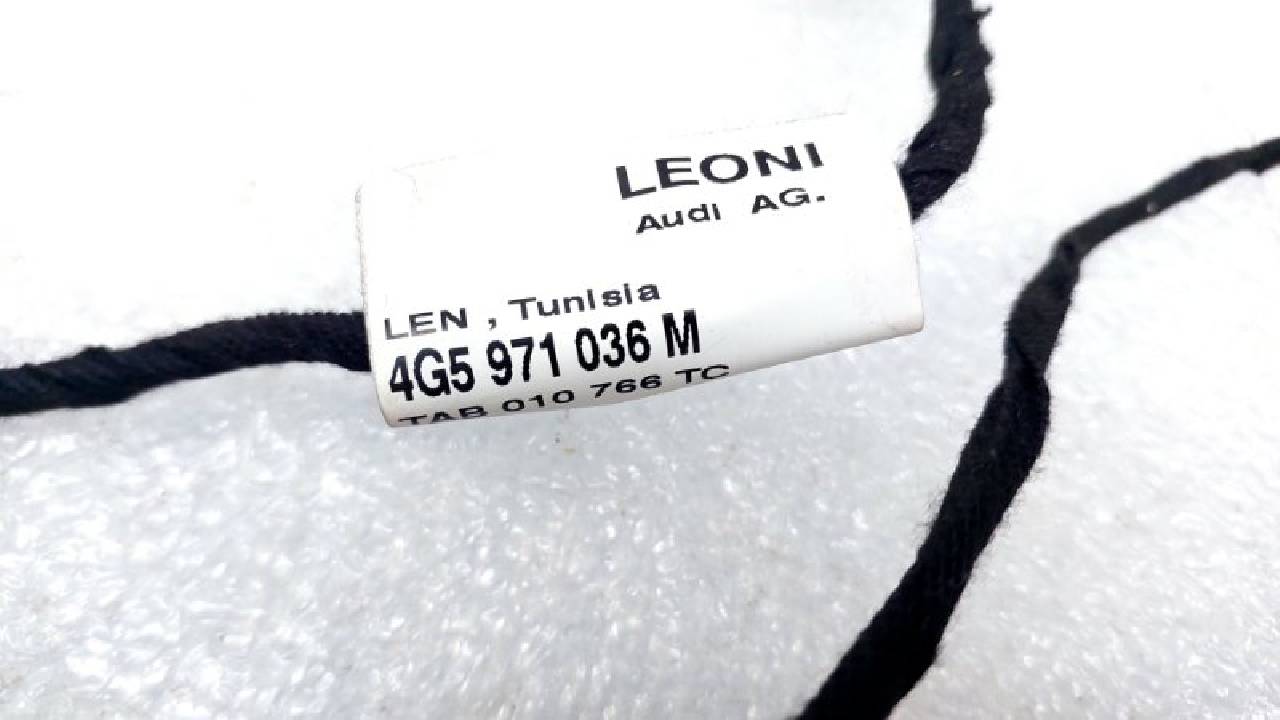 LEONI
Audi AG.
LEN , Tunisia
4G5 971 036 M
TAB 010 766 TC